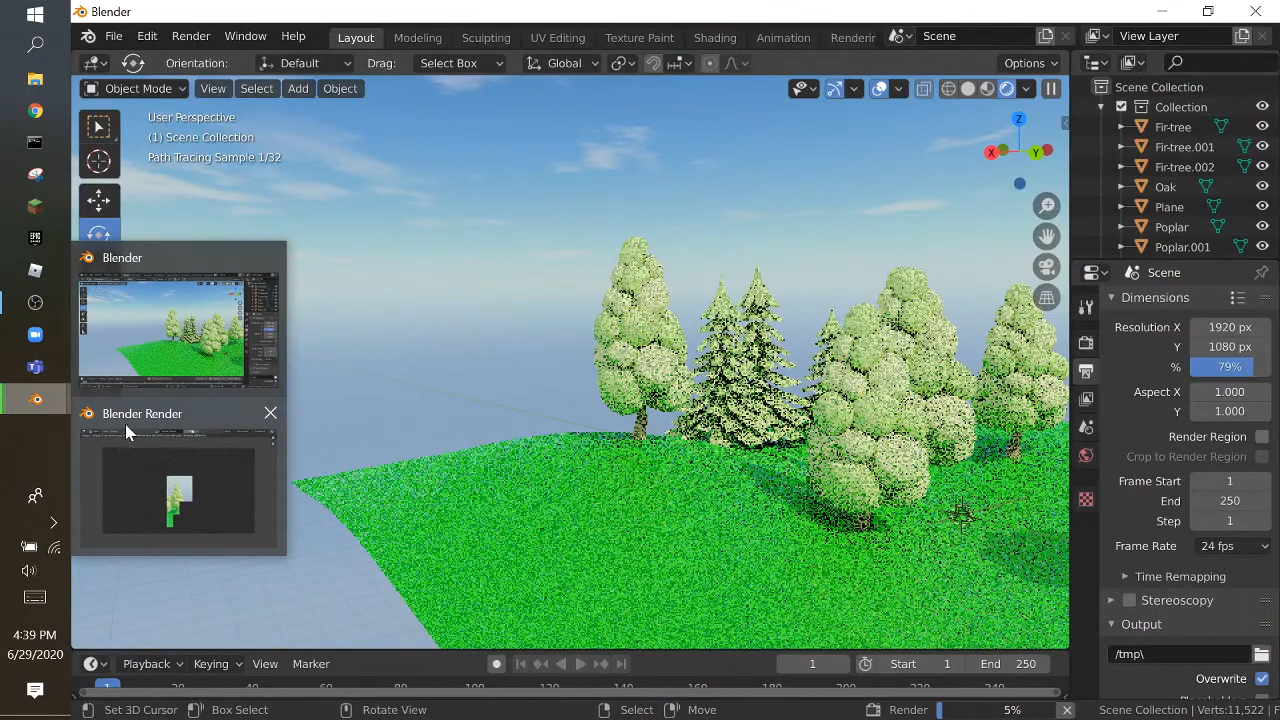 Blender
File Edit Render Window Help Layout Modeling Sculpting UV Editing Texture Paint Shading Animation Renderin Scene View Layer
Orientation: Default Drag: Select Box Global Options
Object Mode View Select Add Object
User Perspective
(1) Scene Collection
Path Tracing Sample 1/32
Z
X
Y
Scene Collection
Collection
Fir-tree
Fir-tree.001
Fir-tree.002
Oak
Plane
Poplar
Poplar.001
Scene
Dimensions
Resolution X 1920 px
Y 1080 px
% 79%
Aspect X 1.000
Y 1.000
Render Region
Crop to Render Region
Frame Start 1
End 250
Step 1
Frame Rate 24 fps
Time Remapping
Stereoscopy
Output
/tmp\
Overwrite
Blender
Blender Render
EPIC
GAMES
4:39 PM
6/29/2020
Playback Keying View Marker 1 Start 1 End 250
1
Set 3D Cursor Box Select Rotate View Select Move Render 5% Scene Collection | Verts:11,522 | F